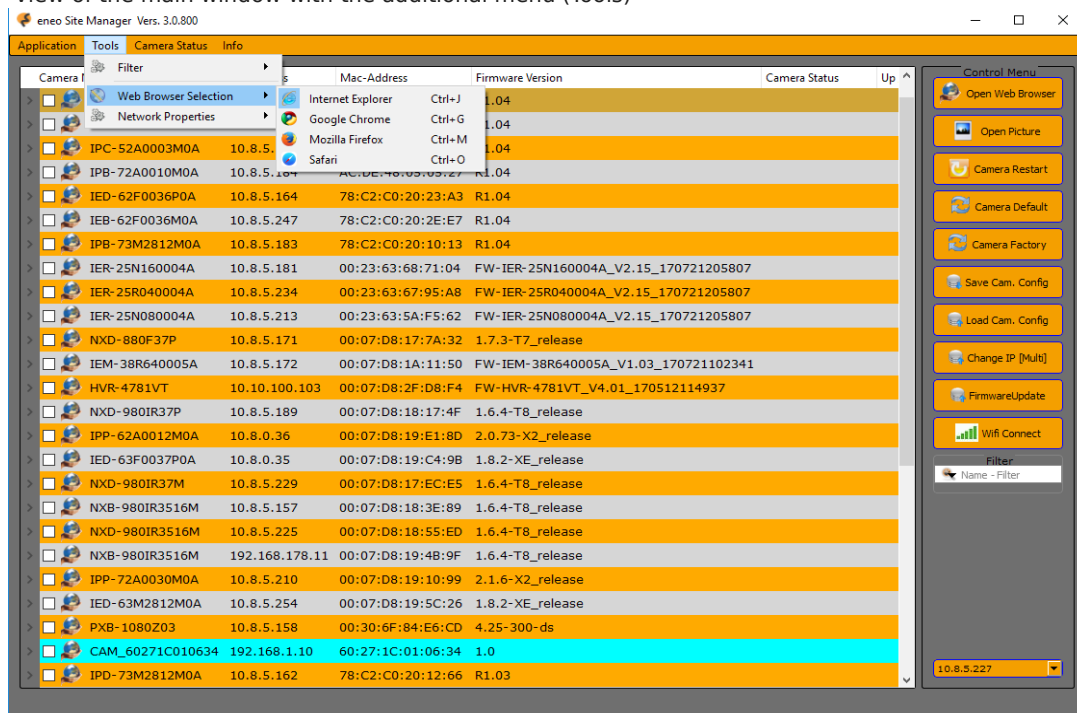 view of the main window with the additional menu (Tools)
eneo Site Manager Vers. 3.0.800
Application Tools Camera Status Info
Filter
Web Browser Selection
Network Properties
Internet Explorer Ctrl+J
Google Chrome Ctrl+G
Mozilla Firefox Ctrl+M
Safari Ctrl+O
Camera Mac-Address Firmware Version Camera Status Up
1.04
1.04
IPC-52A0003M0A 10.8.5. 1.04
IPB-72A0010M0A 10.8.5.184 AC:DE:48:05:05:27 R1.04
IED-62F0036P0A 10.8.5.164 78:C2:C0:20:23:A3 R1.04
IEB-62F0036M0A 10.8.5.247 78:C2:C0:20:2E:E7 R1.04
IPB-73M2812M0A 10.8.5.183 78:C2:C0:20:10:13 R1.04
IER-25N160004A 10.8.5.181 00:23:63:68:71:04 FW-IER-25N160004A_V2.15_170721205807
IER-25R040004A 10.8.5.234 00:23:63:67:95:A8 FW-IER-25R040004A_V2.15_170721205807
IER-25N080004A 10.8.5.213 00:23:63:5A:F5:62 FW-IER-25N080004A_V2.15_170721205807
NXD-880F37P 10.8.5.171 00:07:D8:17:7A:32 1.7.3-T7_release
IEM-38R640005A 10.8.5.172 00:07:D8:1A:11:50 FW-IEM-38R640005A_V1.03_170721102341
HVR-4781VT 10.10.100.103 00:07:D8:2F:D8:F4 FW-HVR-4781VT_V4.01_170512114937
NXD-980IR37P 10.8.5.189 00:07:D8:18:17:4F 1.6.4-T8_release
IPP-62A0012M0A 10.8.0.36 00:07:D8:19:E1:8D 2.0.73-X2_release
IED-63F0037P0A 10.8.0.35 00:07:D8:19:C4:9B 1.8.2-XE_release
NXD-980IR37M 10.8.5.229 00:07:D8:17:EC:E5 1.6.4-T8_release
NXB-980IR3516M 10.8.5.157 00:07:D8:18:3E:89 1.6.4-T8_release
NXD-980IR3516M 10.8.5.225 00:07:D8:18:55:ED 1.6.4-T8_release
NXB-980IR3516M 192.168.178.11 00:07:D8:19:4B:9F 1.6.4-T8_release
IPP-72A0030M0A 10.8.5.210 00:07:D8:19:10:99 2.1.6-X2_release
IED-63M2812M0A 10.8.5.254 00:07:D8:19:5C:26 1.8.2-XE_release
PXB-1080Z03 10.8.5.158 00:30:6F:84:E6:CD 4.25-300-ds
CAM_60271C010634 192.168.1.10 60:27:1C:01:06:34 1.0
IPD-73M2812M0A 10.8.5.162 78:C2:C0:20:12:66 R1.03
Control Menu
Open Web Browser
Open Picture
Camera Restart
Camera Default
Camera Factory
Save Cam. Config
Load Cam. Config
Change IP [Multi]
FirmwareUpdate
Wifi Connect
Filter
Name - Filter
10.8.5.227